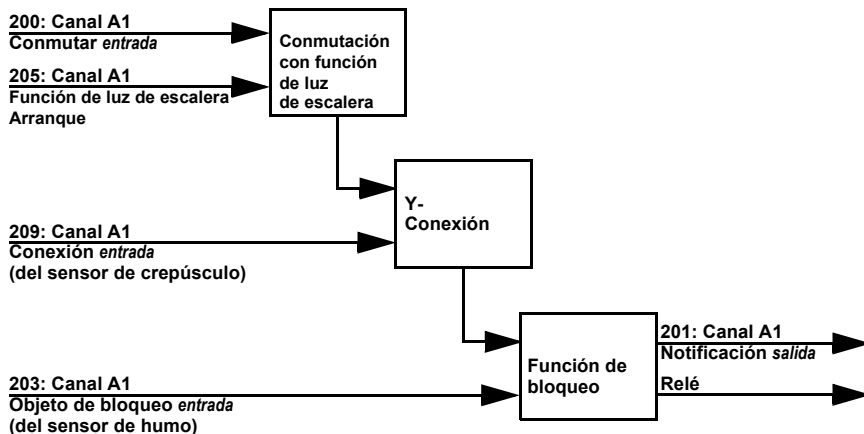 200: Canal A1
Conmutar entrada
205: Canal A1
Función de luz de escalera
Arranque
Conmutación
con función
de luz
de escalera
Y-
Conexión
209: Canal A1
Conexión entrada
(del sensor de crepúsculo)
Función de
bloqueo
201: Canal A1
Notificación salida
Relé
203: Canal A1
Objeto de bloqueo entrada
(del sensor de humo)